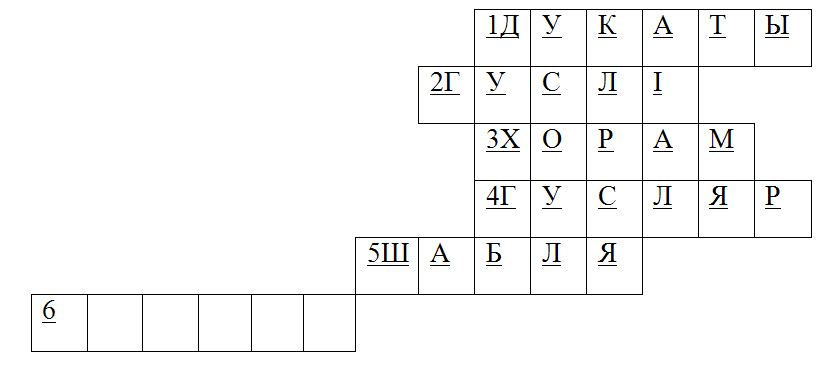 1Д У К А Т Ы
2Г У С Л І
3Х О Р А М
4Г У С Л Я Р
5Ш А Б Л Я
6